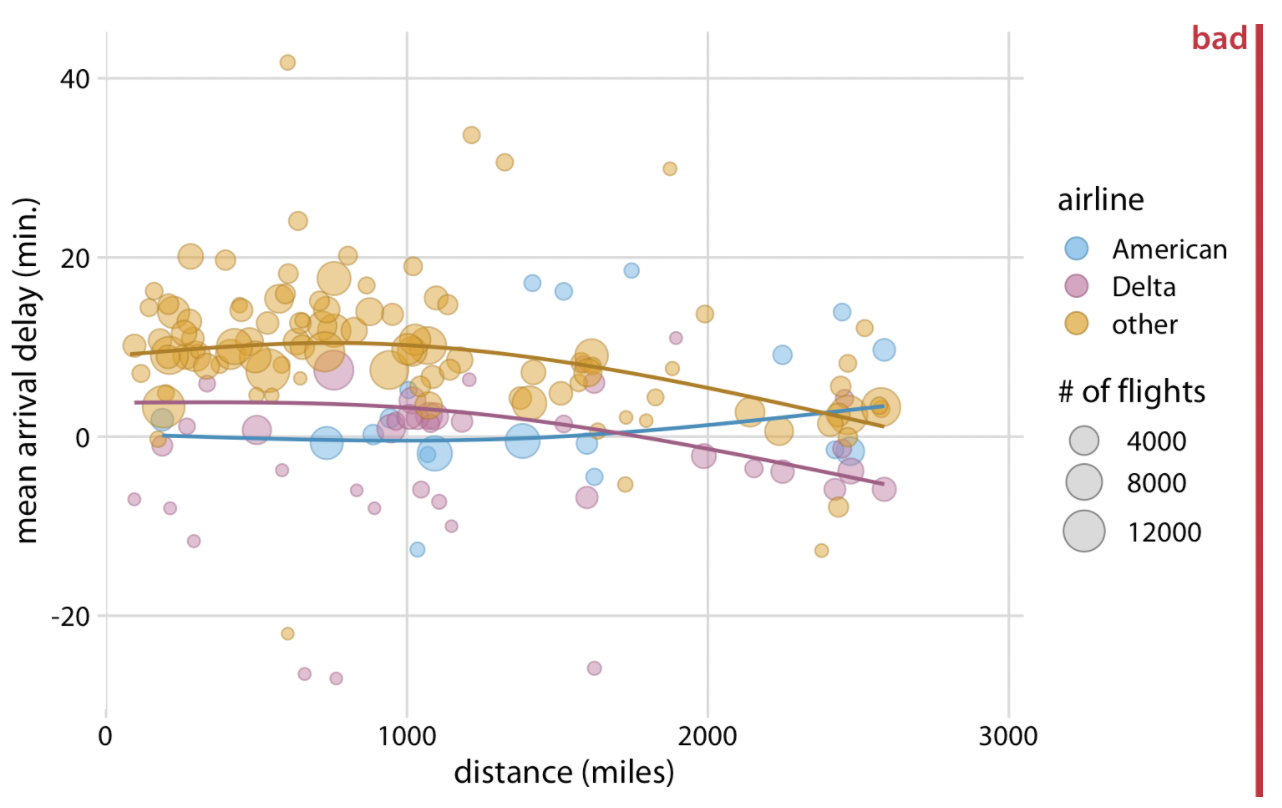 bad
mean arrival delay (min.)
40
20
0
-20
0 1000 2000 3000
distance (miles)
airline
American
Delta
other
# of flights
4000
8000
12000